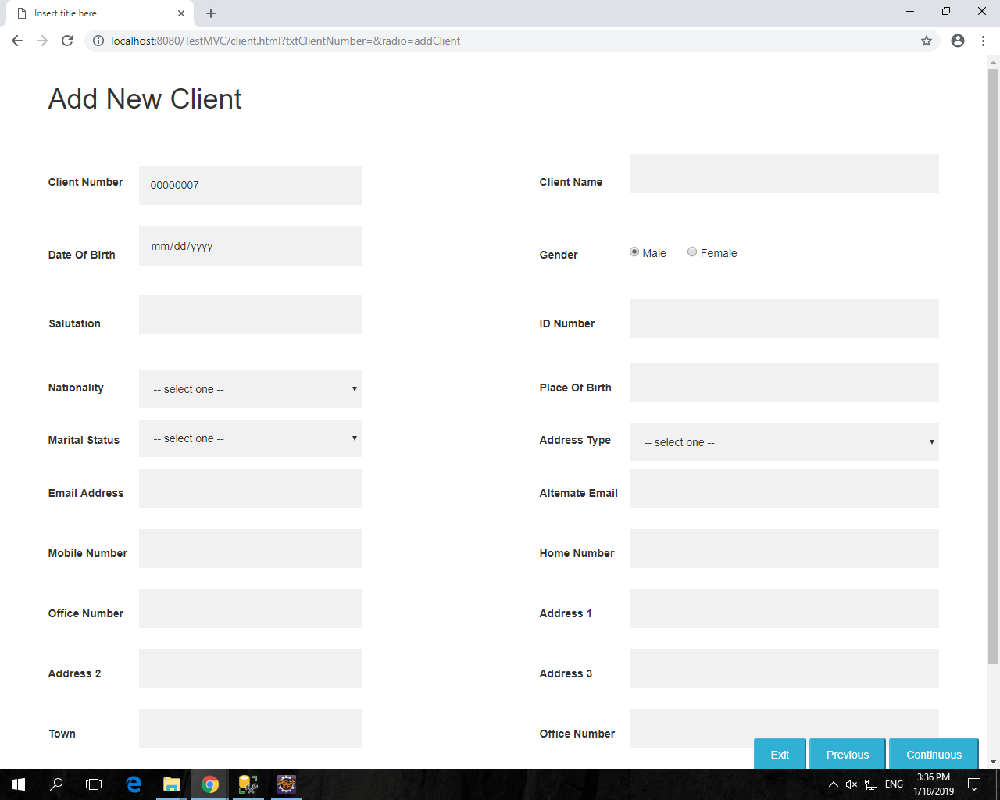 Insert title here
localhost:8080/TestMVC/client.html?txtClientNumber=&radio=addClient
Add New Client
Client Number 00000007 Client Name
Date Of Birth mm/dd/yyyy Gender Male Female
Salutation ID Number
Nationality -- select one -- Place Of Birth
Marital Status -- select one -- Address Type -- select one --
Email Address Altemate Email
Mobile Number Home Number
Office Number Address 1
Address 2 Address 3
Town Office Number
Exit Previous Continuous
ENG 3:36 PM
1/18/2019